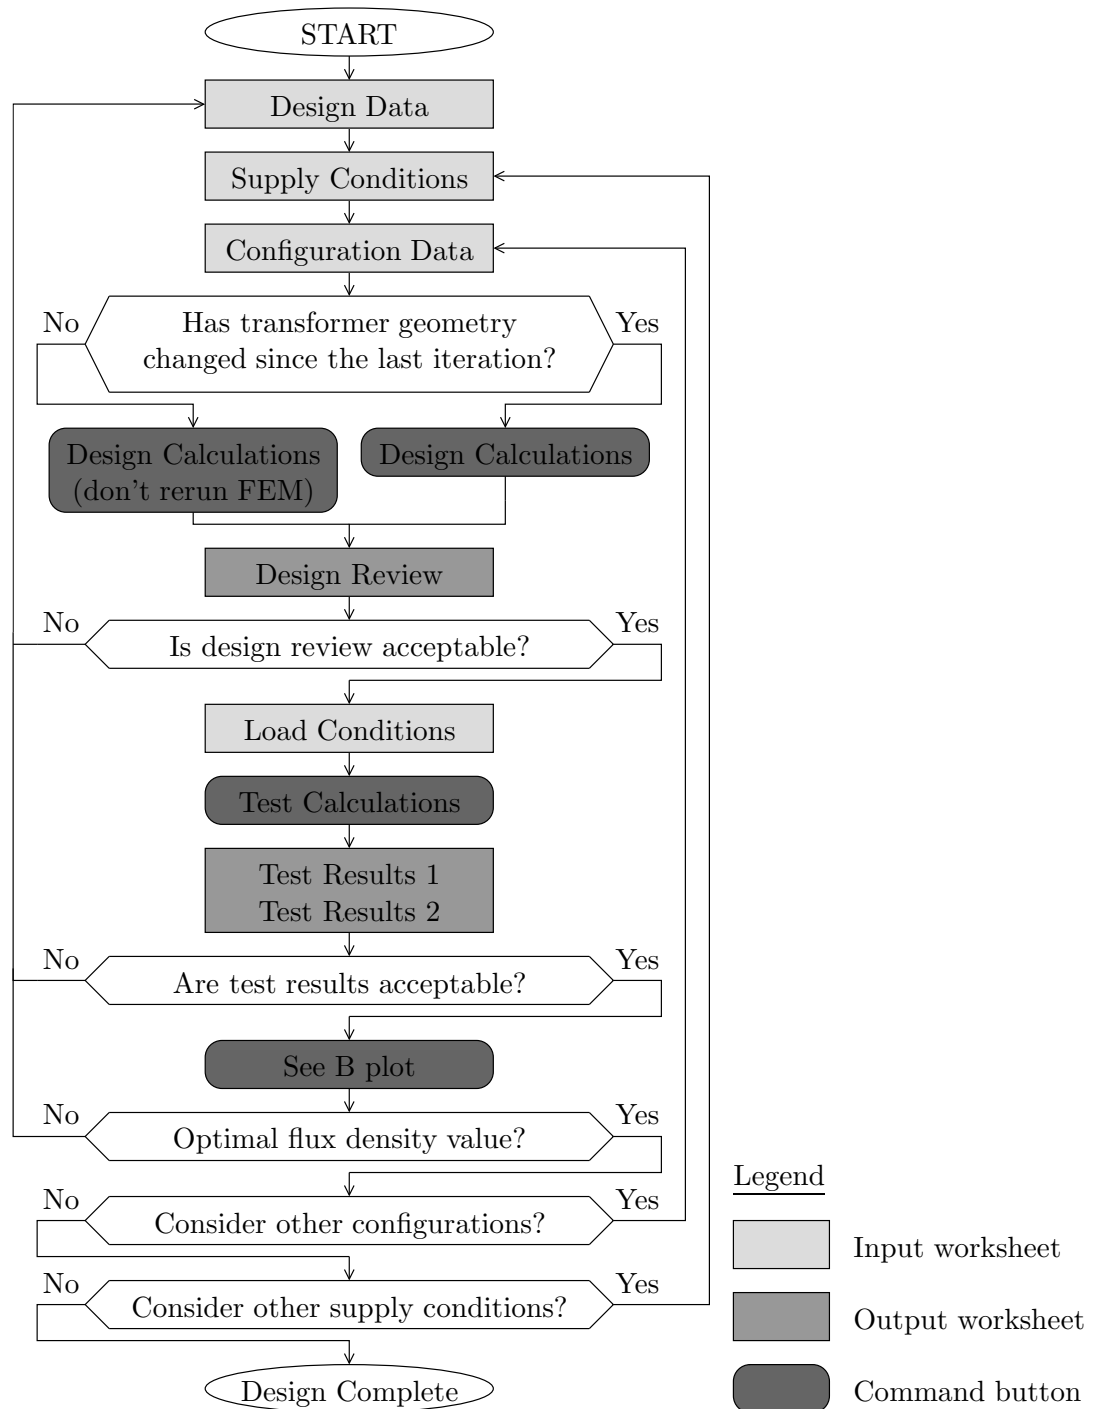 START
Design Data
Supply Conditions
Configuration Data
No
Yes
Has transformer geometry
changed since the last iteration?
Design Calculations
(don't rerun FEM)
Design Calculations
Design Review
No
Yes
Is design review acceptable?
Load Conditions
Test Calculations
Test Results 1
Test Results 2
No
Yes
Are test results acceptable?
See B plot
No
Yes
Optimal flux density value?
No
Yes
Consider other configurations?
No
Yes
Consider other supply conditions?
Design Complete
Legend
Input worksheet
Output worksheet
Command button